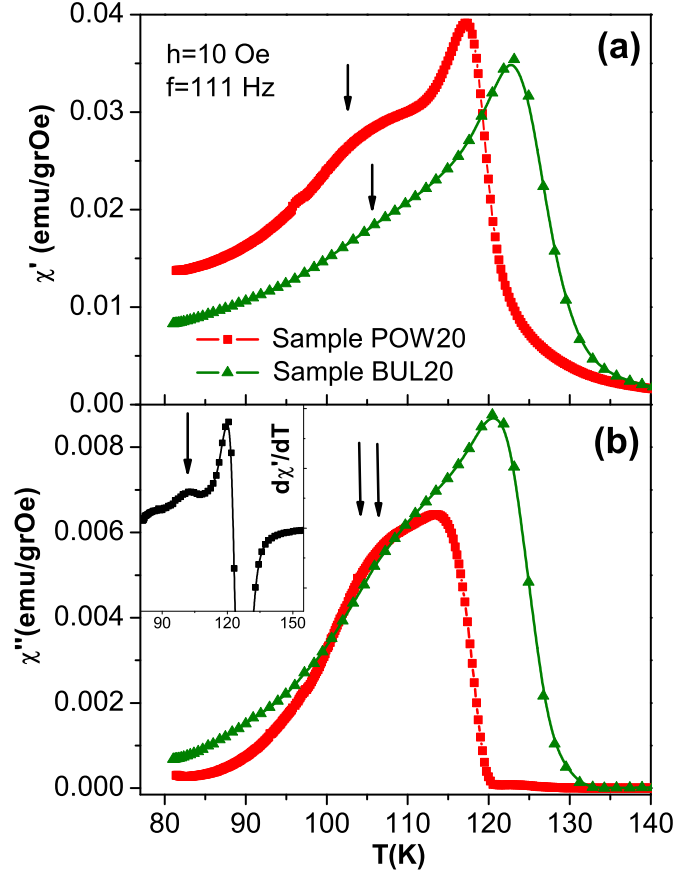 0.04
0.03
0.02
0.01
0.00
χ' (emu/grOe)
h=10 Oe
f=111 Hz
(a)
Sample POW20
Sample BUL20
0.008
0.006
0.004
0.002
0.000
χ''(emu/grOe)
(b)
dχ'/dT
90 120 150
80 90 100 110 120 130 140
T(K)